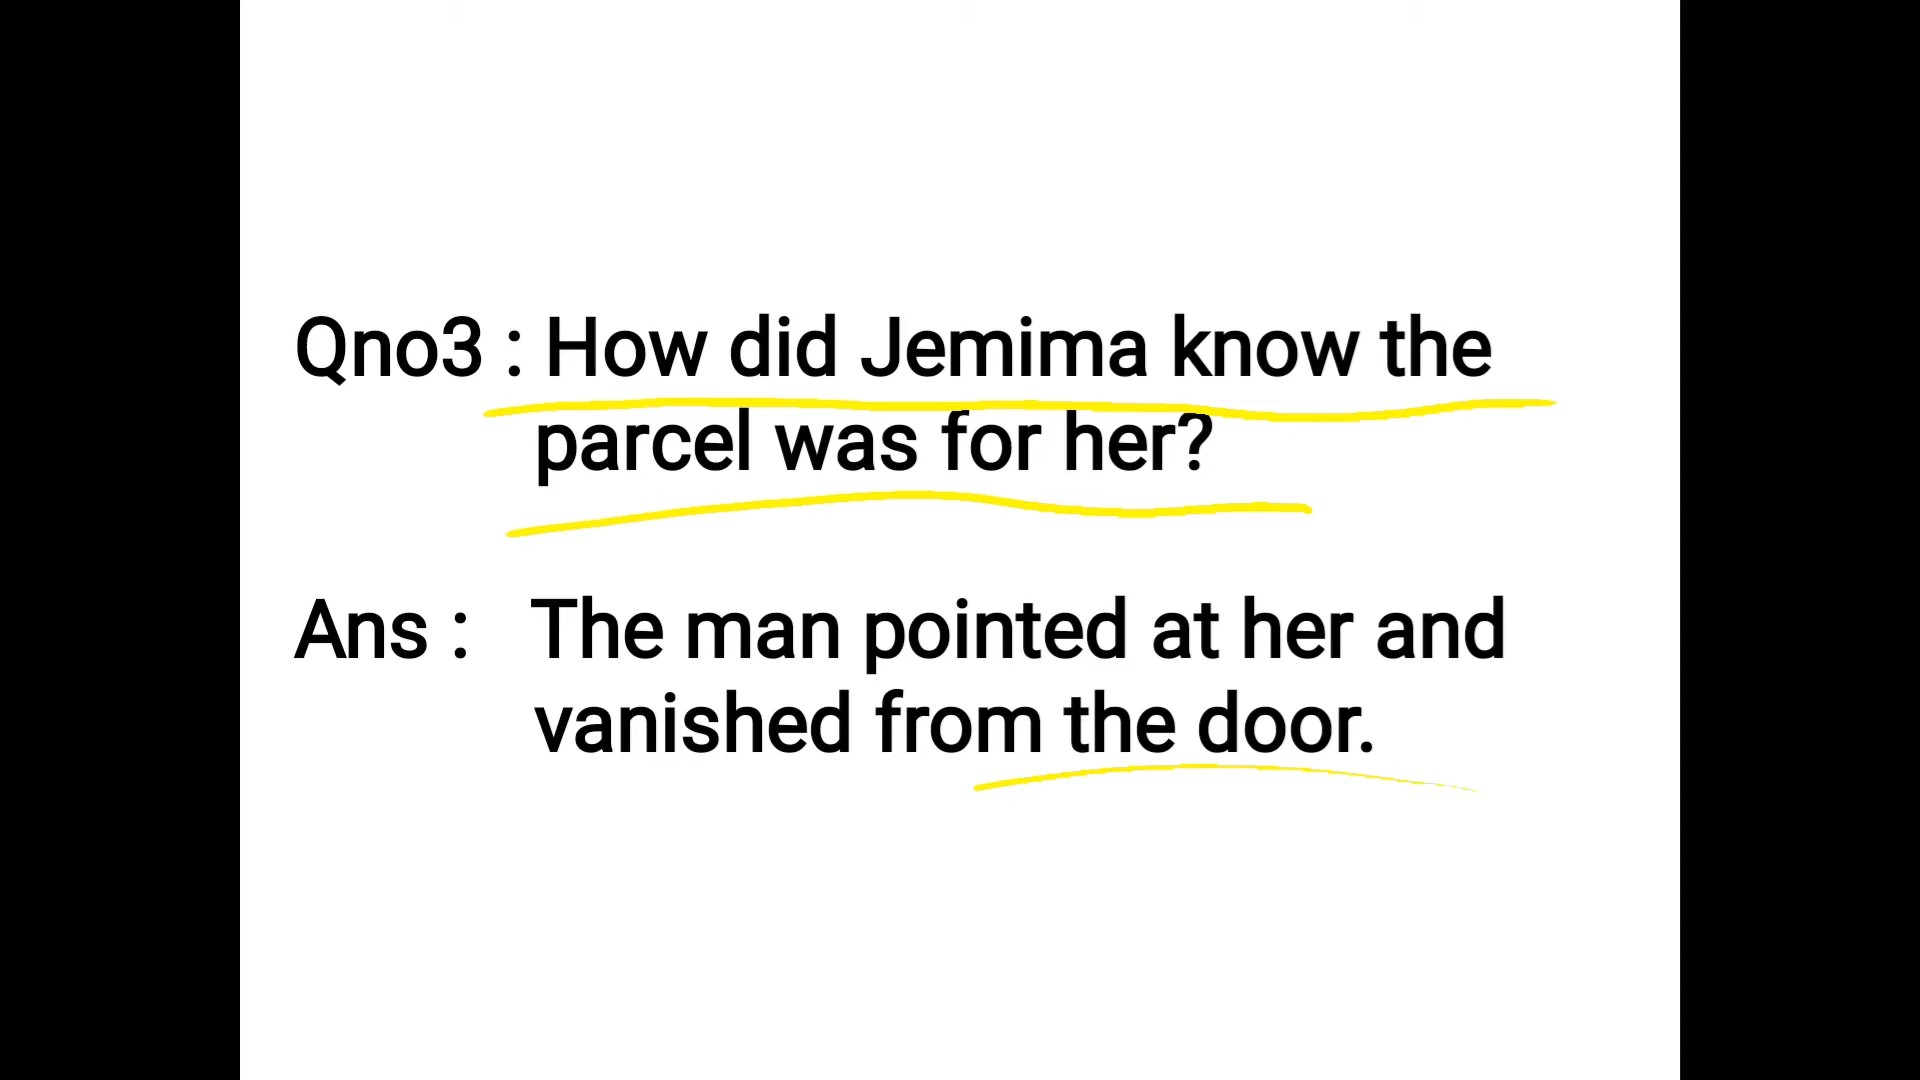 Qno3 : How did Jemima know the
parcel was for her?
Ans : The man pointed at her and
vanished from the door.